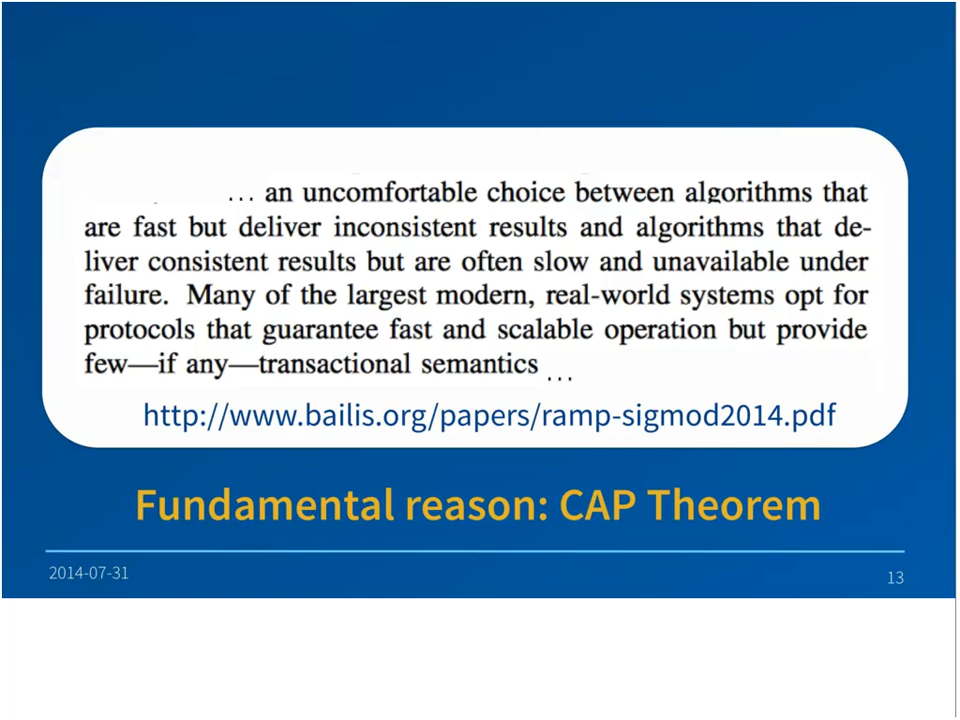 ... an uncomfortable choice between algorithms that
are fast but deliver inconsistent results and algorithms that de-
liver consistent results but are often slow and unavailable under
failure. Many of the largest modern, real-world systems opt for
protocols that guarantee fast and scalable operation but provide
few—if any—transactional semantics ...
http://www.bailis.org/papers/ramp-sigmod2014.pdf
Fundamental reason: CAP Theorem
2014-07-31
13